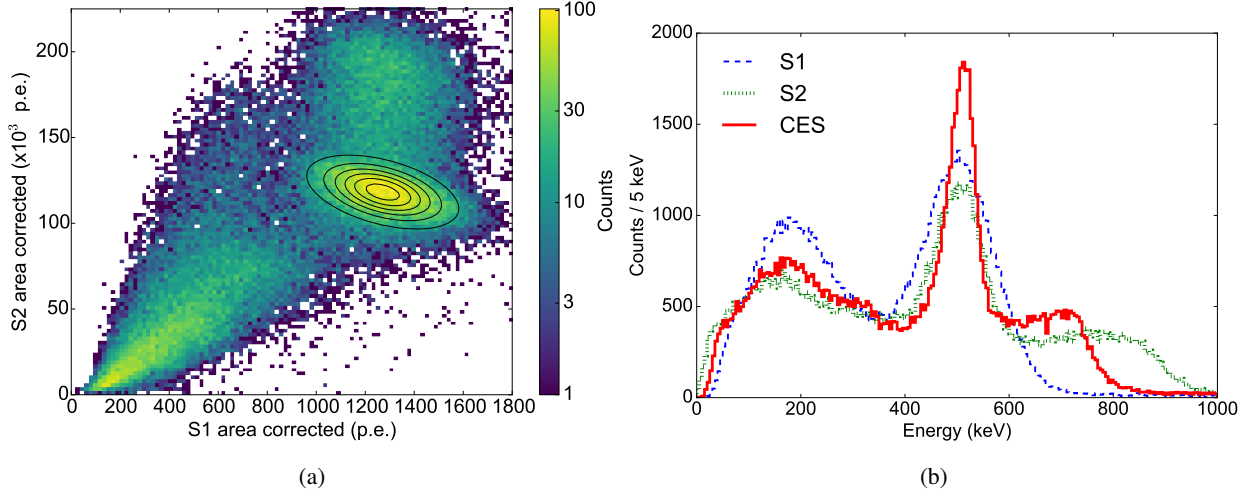 S2 area corrected (x10³ p.e.)
200
150
100
50
0
0 200 400 600 800 1000 1200 1400 1600 1800
S1 area corrected (p.e.)
100
30
10
3
1
Counts
(a)
Counts / 5 keV
2000
1500
1000
500
0
S1
S2
CES
0 200 400 600 800 1000
Energy (keV)
(b)